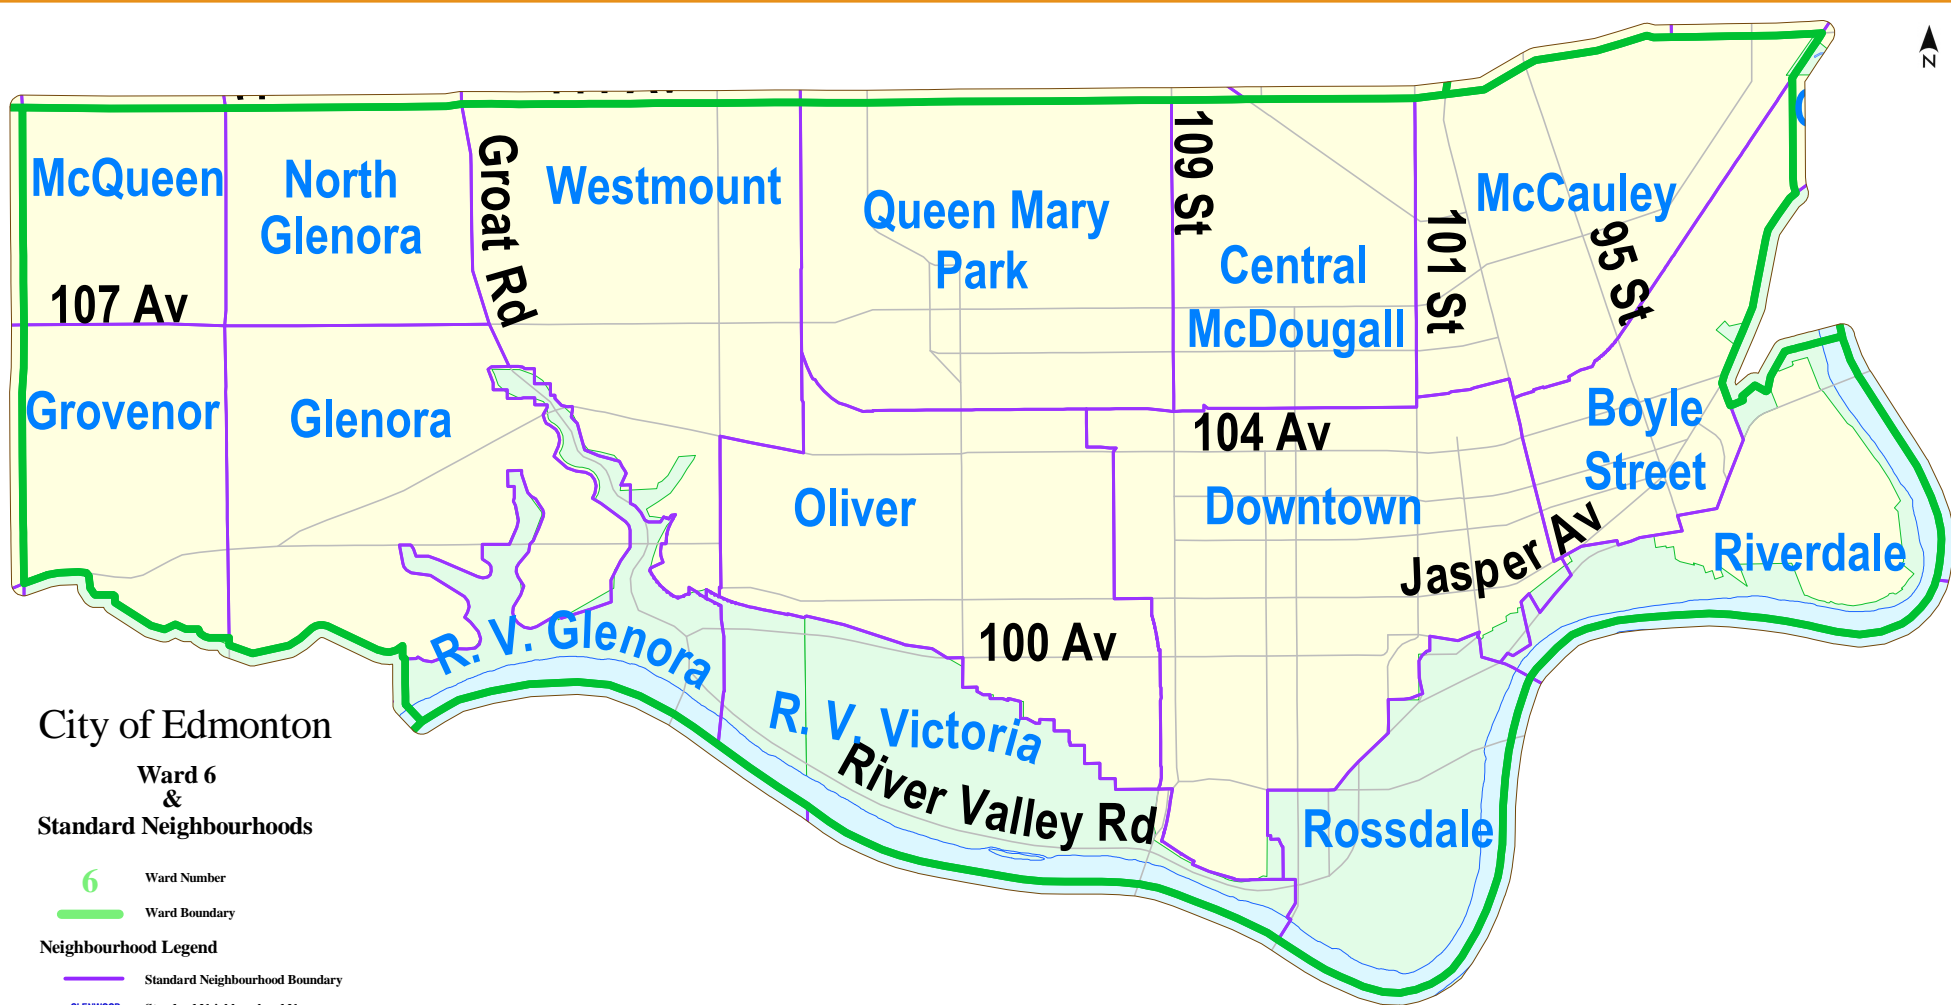 McQueen
North
Glenora
Groat Rd
Westmount
Queen Mary
Park
109 St
Central
McDougall
101 St
McCauley
95 St
107 Av
Grovenor
Glenora
104 Av
Boyle
Street
Oliver
Downtown
Jasper Av
Riverdale
R. V. Glenora
100 Av
R. V. Victoria
River Valley Rd
Rossdale
N
City of Edmonton
Ward 6
&
Standard Neighbourhoods
6 Ward Number
Ward Boundary
Neighbourhood Legend
Standard Neighbourhood Boundary